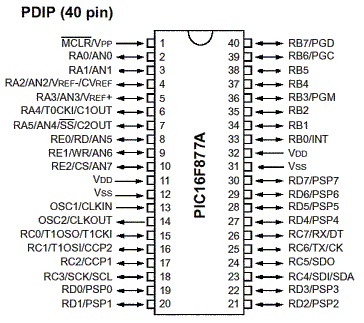 PDIP (40 pin)
MCLR/VPP 1 40 RB7/PGD
RA0/AN0 2 39 RB6/PGC
RA1/AN1 3 38 RB5
RA2/AN2/VREF-/CVREF 4 37 RB4
RA3/AN3/VREF+ 5 36 RB3/PGM
RA4/T0CKI/C1OUT 6 35 RB2
RA5/AN4/SS/C2OUT 7 34 RB1
RE0/RD/AN5 8 33 RB0/INT
RE1/WR/AN6 9 32 VDD
RE2/CS/AN7 10 31 VSS
VDD 11 30 RD7/PSP7
VSS 12 29 RD6/PSP6
OSC1/CLKIN 13 28 RD5/PSP5
OSC2/CLKOUT 14 27 RD4/PSP4
RC0/T1OSO/T1CKI 15 26 RC7/RX/DT
RC1/T1OSI/CCP2 16 25 RC6/TX/CK
RC2/CCP1 17 24 RC5/SDO
RC3/SCK/SCL 18 23 RC4/SDI/SDA
RD0/PSP0 19 22 RD3/PSP3
RD1/PSP1 20 21 RD2/PSP2
PIC16F877A